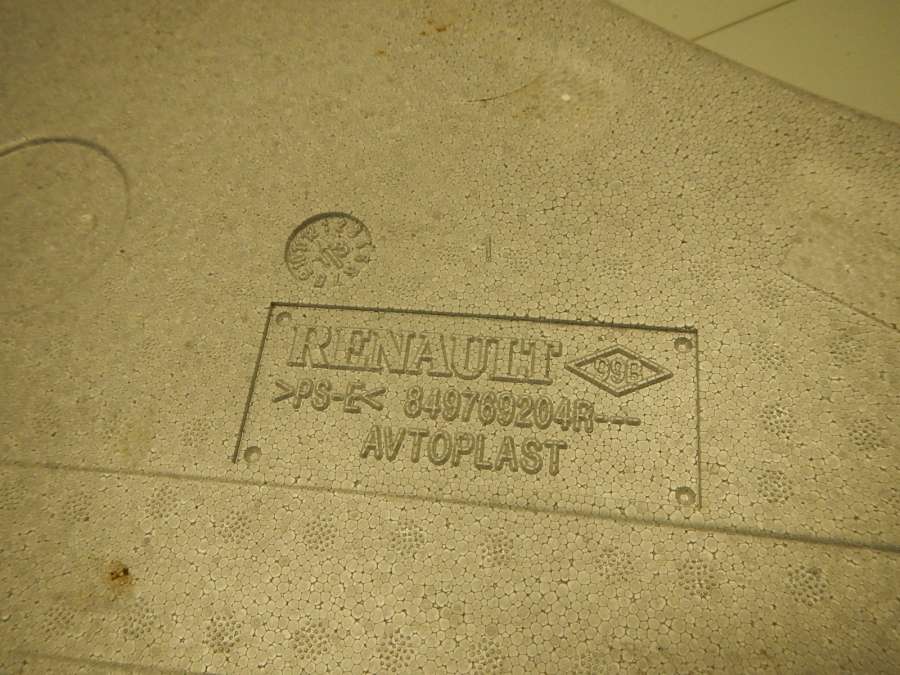 1
RENAULT 99B
>PS-E< 849769204R---
AVTOPLAST